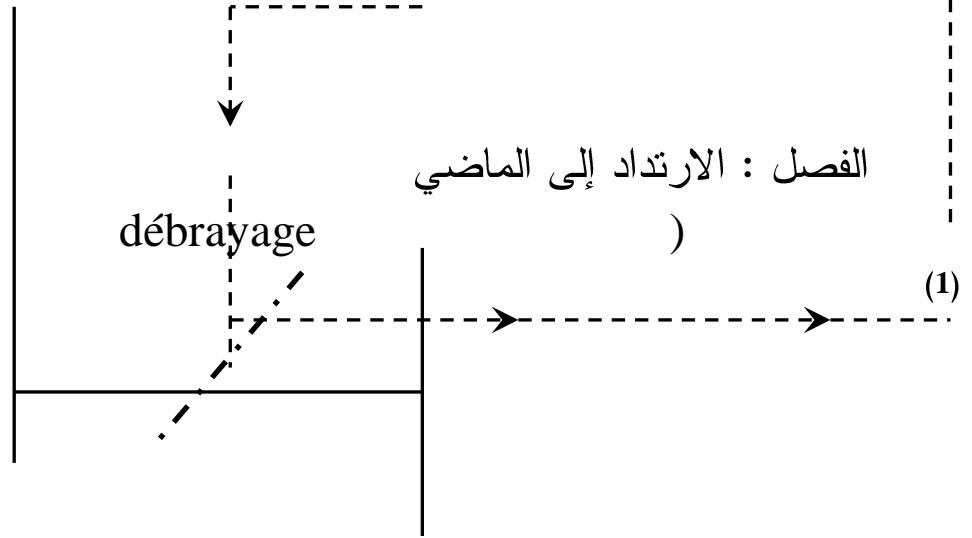 الفصل : الارتداد إلى الماضي
débrayage (
(1)